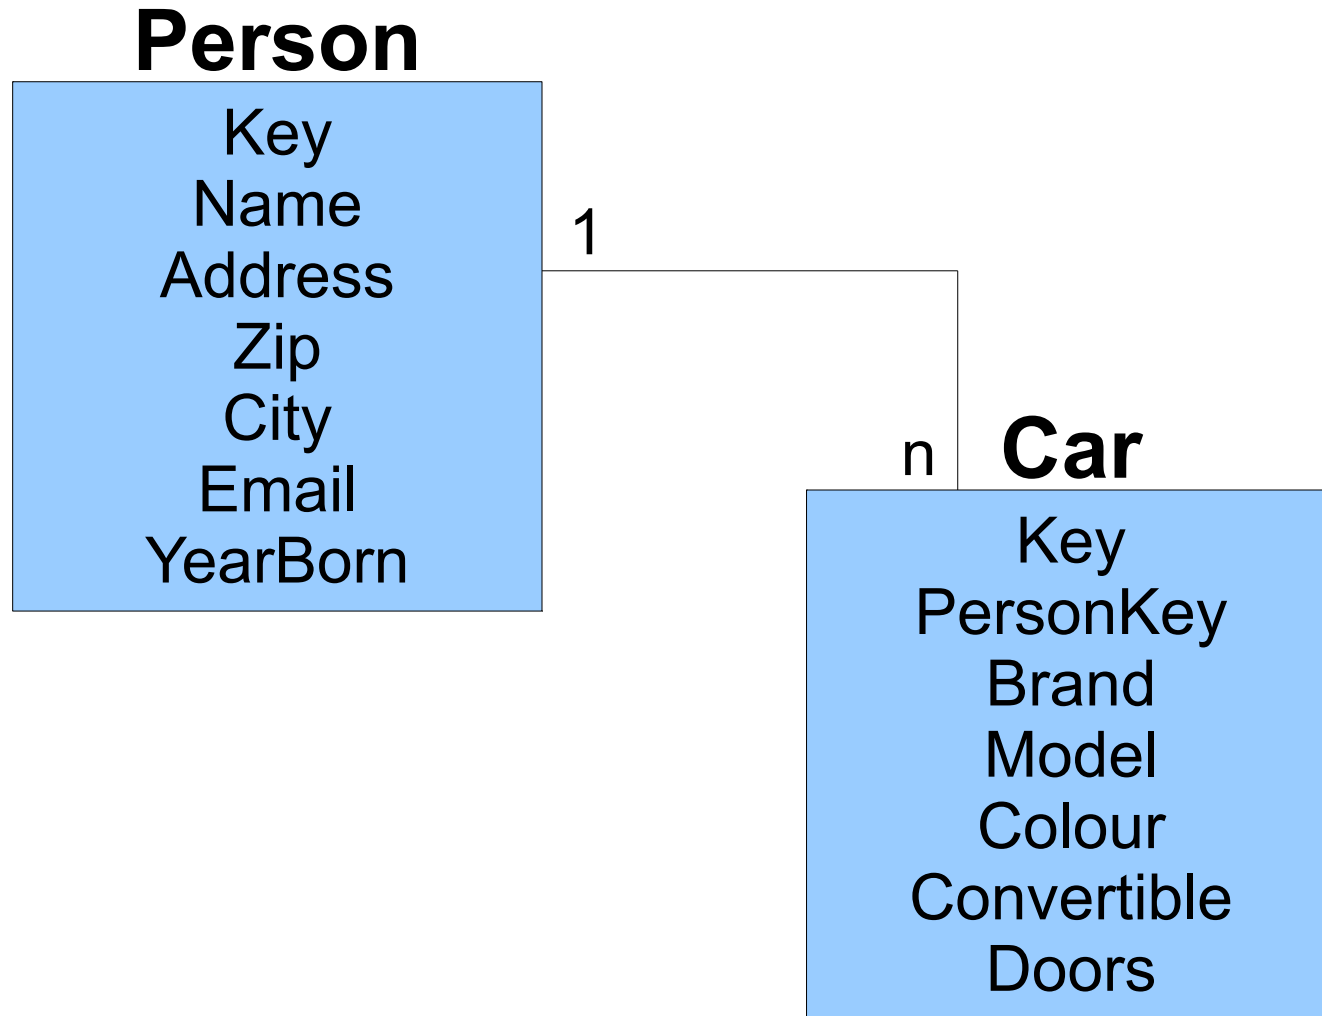 Person
Key
Name
Address
Zip
City
Email
YearBorn
1
n
Car
Key
PersonKey
Brand
Model
Colour
Convertible
Doors